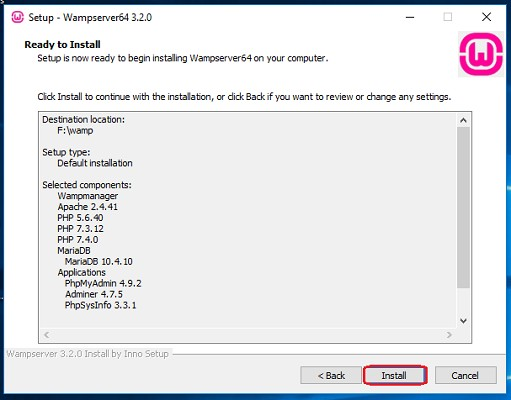 Setup - Wampserver64 3.2.0
Ready to Install
Setup is now ready to begin installing Wampserver64 on your computer.
Click Install to continue with the installation, or click Back if you want to review or change any settings.
Destination location:
F:\wamp
Setup type:
Default installation
Selected components:
Wampmanager
Apache 2.4.41
PHP 5.6.40
PHP 7.3.12
PHP 7.4.0
MariaDB
MariaDB 10.4.10
Applications
PhpMyAdmin 4.9.2
Adminer 4.7.5
PhpSysInfo 3.3.1
Wampserver 3.2.0 Install by Inno Setup
< Back Install Cancel